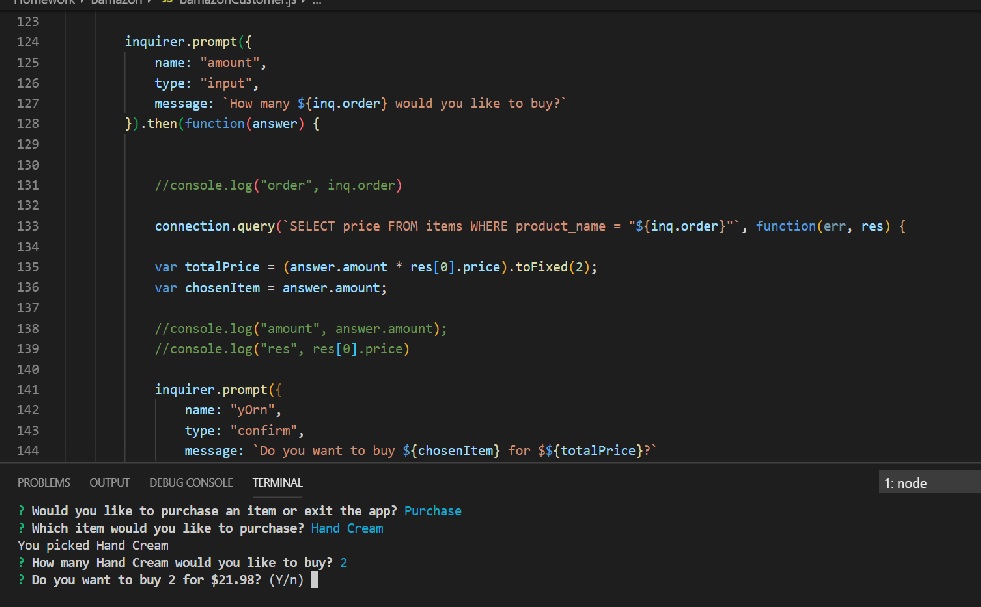 Homework › Bamazon › BamazonCustomer.js › ...
123
124 inquirer.prompt({
125 name: "amount",
126 type: "input",
127 message: `How many ${inq.order} would you like to buy?`
128 }).then(function(answer) {
129
130
131 //console.log("order", inq.order)
132
133 connection.query(`SELECT price FROM items WHERE product_name = "${inq.order}"`, function(err, res) {
134
135 var totalPrice = (answer.amount * res[0].price).toFixed(2);
136 var chosenItem = answer.amount;
137
138 //console.log("amount", answer.amount);
139 //console.log("res", res[0].price)
140
141 inquirer.prompt({
142 name: "yOrn",
143 type: "confirm",
144 message: `Do you want to buy ${chosenItem} for $${totalPrice}?`
PROBLEMS OUTPUT DEBUG CONSOLE TERMINAL 1: node
? Would you like to purchase an item or exit the app? Purchase
? Which item would you like to purchase? Hand Cream
You picked Hand Cream
? How many Hand Cream would you like to buy? 2
? Do you want to buy 2 for $21.98? (Y/n)